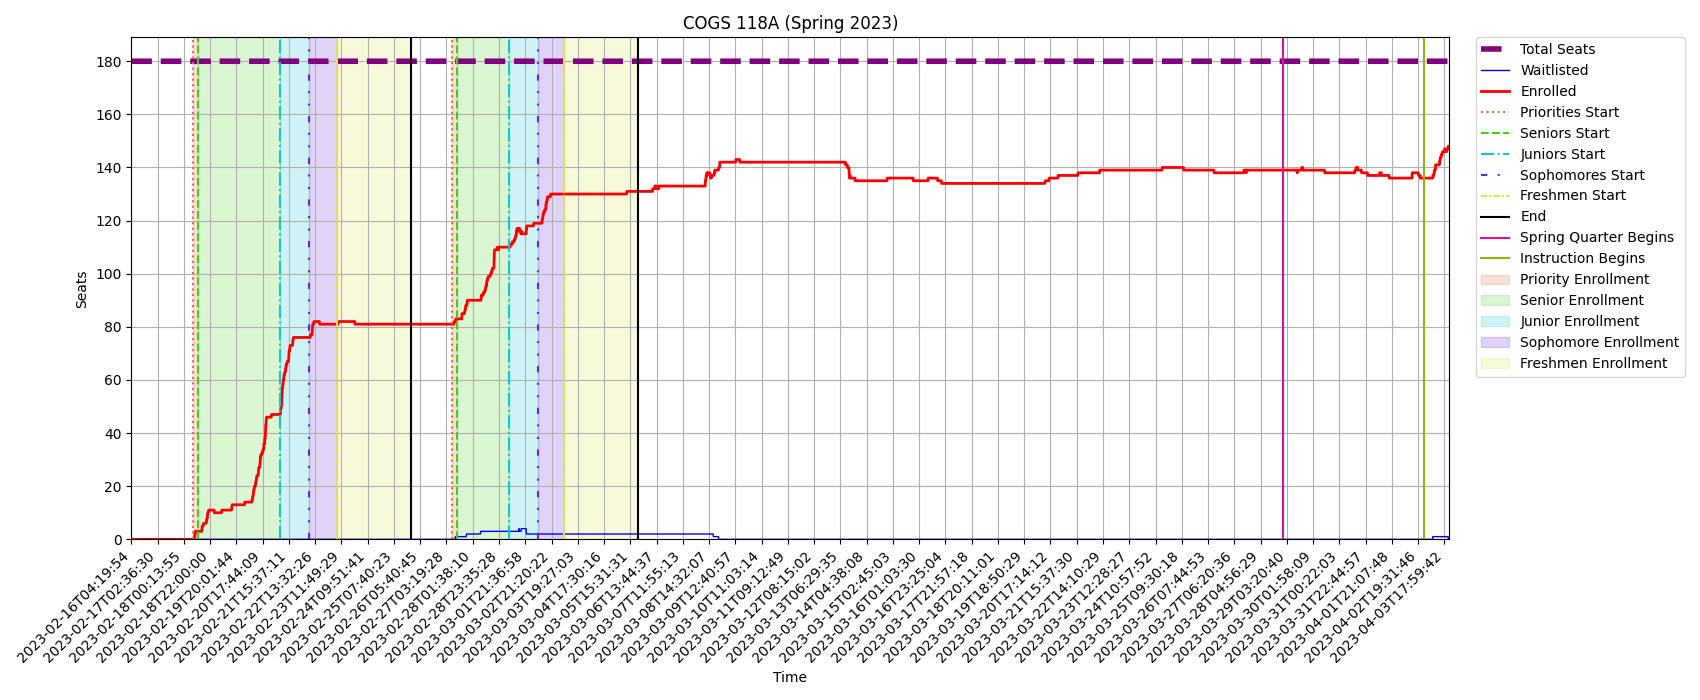 COGS 118A (Spring 2023)
Seats
180
160
140
120
100
80
60
40
20
0
2023-02-16T04:19:54
2023-02-17T02:36:30
2023-02-18T00:13:55
2023-02-18T22:00:00
2023-02-19T20:01:44
2023-02-20T17:44:09
2023-02-21T15:37:11
2023-02-22T13:32:26
2023-02-23T11:49:29
2023-02-24T09:51:41
2023-02-25T07:40:23
2023-02-26T05:40:45
2023-02-27T03:19:28
2023-02-28T01:38:10
2023-02-28T23:35:28
2023-03-01T21:36:58
2023-03-02T21:20:22
2023-03-03T19:27:03
2023-03-04T17:30:16
2023-03-05T15:31:31
2023-03-06T13:44:37
2023-03-07T11:55:13
2023-03-08T14:32:07
2023-03-09T12:40:57
2023-03-10T11:03:14
2023-03-11T09:12:49
2023-03-12T08:15:02
2023-03-13T06:29:35
2023-03-14T04:38:08
2023-03-15T02:45:03
2023-03-16T01:03:30
2023-03-16T23:25:04
2023-03-17T21:57:18
2023-03-18T20:11:01
2023-03-19T18:50:29
2023-03-20T17:14:12
2023-03-21T15:37:30
2023-03-22T14:10:29
2023-03-23T12:28:27
2023-03-24T10:57:52
2023-03-25T09:30:18
2023-03-26T07:44:53
2023-03-27T06:20:36
2023-03-28T04:56:29
2023-03-29T03:20:40
2023-03-30T01:58:09
2023-03-31T00:22:03
2023-03-31T22:44:57
2023-04-01T21:07:48
2023-04-02T19:31:46
2023-04-03T17:59:42
Time
Total Seats
Waitlisted
Enrolled
Priorities Start
Seniors Start
Juniors Start
Sophomores Start
Freshmen Start
End
Spring Quarter Begins
Instruction Begins
Priority Enrollment
Senior Enrollment
Junior Enrollment
Sophomore Enrollment
Freshmen Enrollment